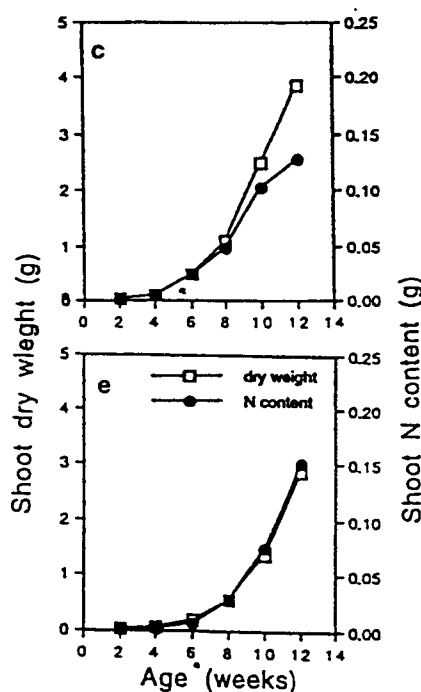 c
5
4
3
2
1
0
0.25
0.20
0.15
0.10
0.05
0.00
0 2 4 6 8 10 12 14
Shoot dry wieght (g)
Shoot N content (g)
e
dry weight
N content
5
4
3
2
1
0
0.25
0.20
0.15
0.10
0.05
0.00
0 2 4 6 8 10 12 14
Age (weeks)